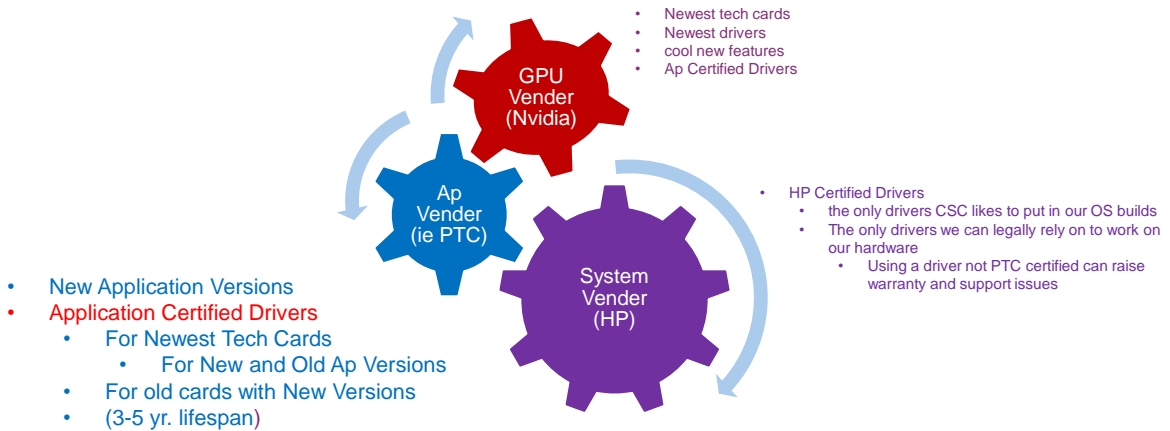 • Newest tech cards
• Newest drivers
• cool new features
• Ap Certified Drivers
GPU
Vender
(Nvidia)
Ap
Vender
(ie PTC)
System
Vender
(HP)
• HP Certified Drivers
• the only drivers CSC likes to put in our OS builds
• The only drivers we can legally rely on to work on
our hardware
• Using a driver not PTC certified can raise
warranty and support issues
• New Application Versions
• Application Certified Drivers
• For Newest Tech Cards
• For New and Old Ap Versions
• For old cards with New Versions
• (3-5 yr. lifespan)